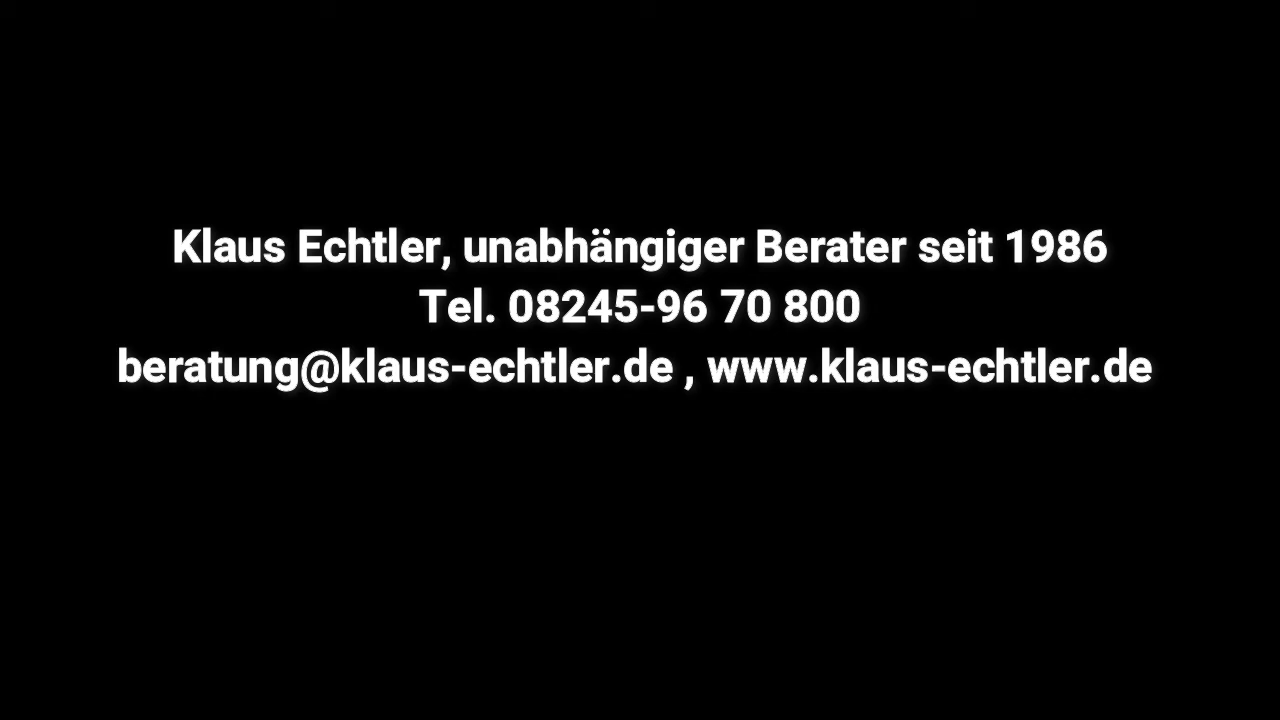 Klaus Echtler, unabhängiger Berater seit 1986
Tel. 08245-96 70 800
beratung@klaus-echtler.de , www.klaus-echtler.de